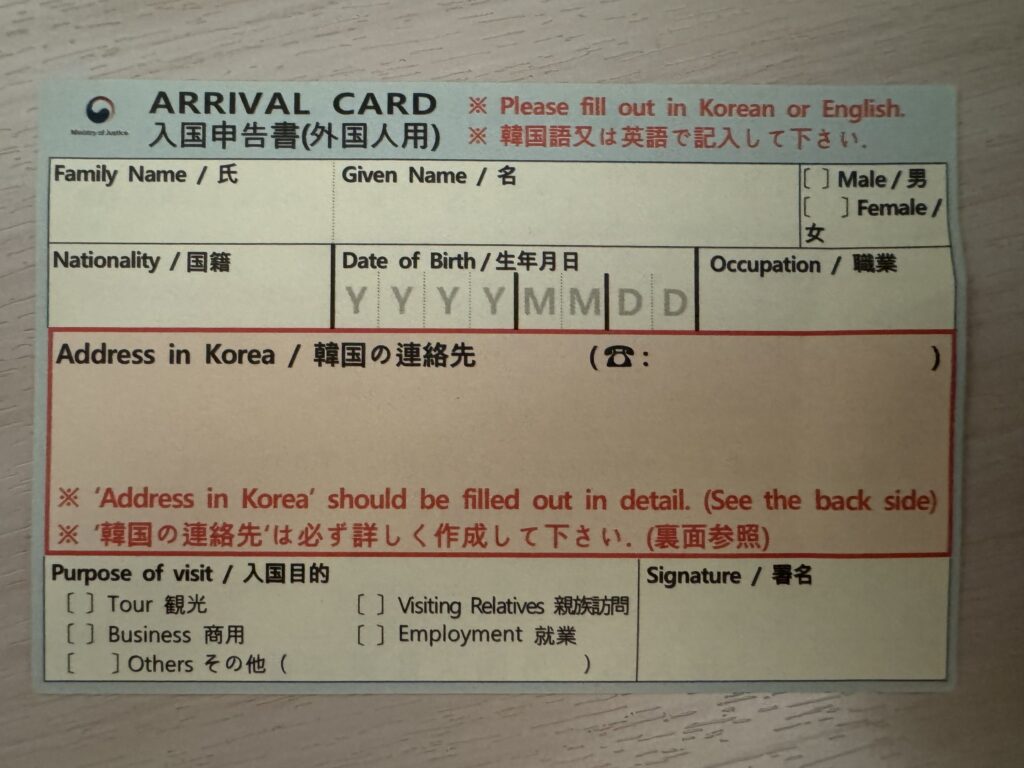 ARRIVAL CARD ※ Please fill out in Korean or English.
入国申告書(外国人用) ※ 韓国語又は英語で記入して下さい.
Ministry of Justice
Family Name / 氏
Given Name / 名
[ ] Male / 男
[ ] Female /
女
Nationality / 国籍
Date of Birth / 生年月日
Y Y Y Y M M D D
Occupation / 職業
Address in Korea / 韓国の連絡先 (☎: )
※ 'Address in Korea' should be filled out in detail. (See the back side)
※ '韓国の連絡先'は必ず詳しく作成して下さい. (裏面参照)
Purpose of visit / 入国目的
[ ] Tour 観光 [ ] Visiting Relatives 親族訪問
[ ] Business 商用 [ ] Employment 就業
[ ] Others その他 ( )
Signature / 署名